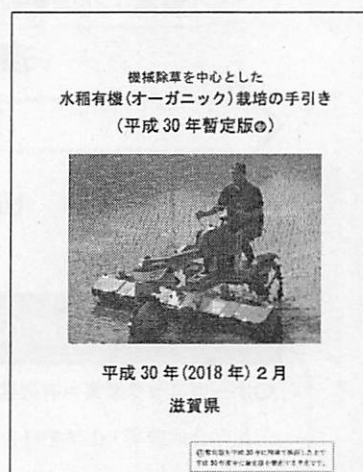 機械除草を中心とした
水稲有機(オーガニック)栽培の手引き
(平成30年暫定版㊟)
平成30年(2018年)2月
滋賀県